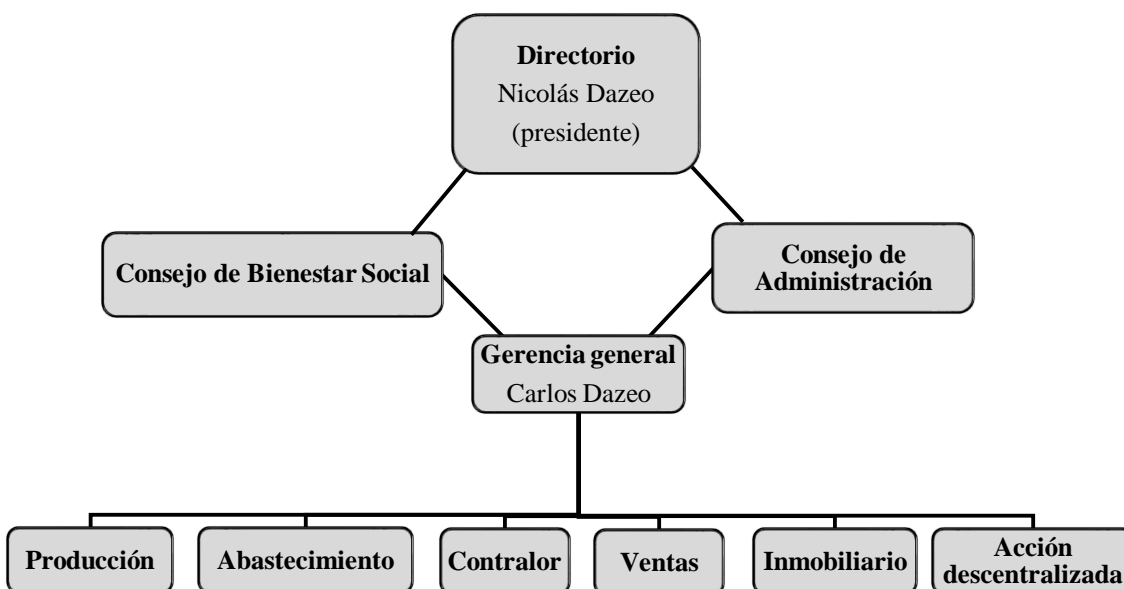 Directorio
Nicolás Dazeo
(presidente)
Consejo de Bienestar Social
Consejo de
Administración
Gerencia general
Carlos Dazeo
Producción
Abastecimiento
Contralor
Ventas
Inmobiliario
Acción
descentralizada